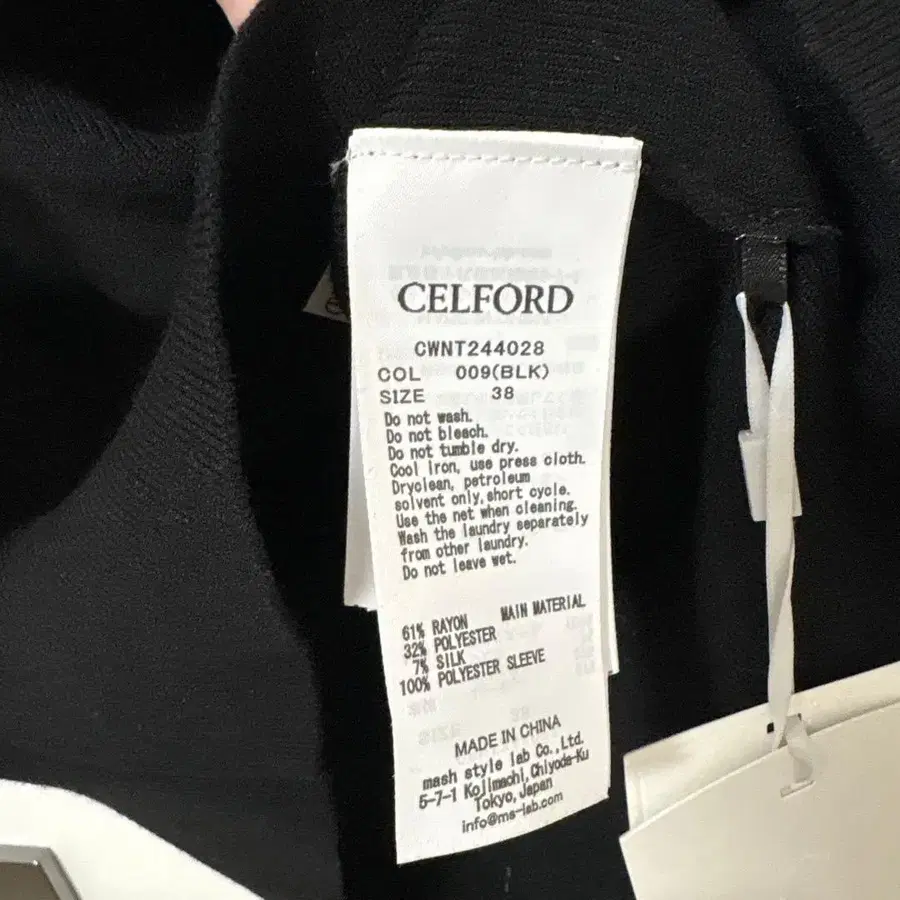 CELFORD
CWNT244028
COL 009(BLK)
SIZE 38
Do not wash.
Do not bleach.
Do not tumble dry.
Cool iron, use press cloth.
Dryclean, petroleum
solvent only,short cycle.
Use the net when cleaning.
Wash the laundry separately
from other laundry.
Do not leave wet.
61% RAYON MAIN MATERIAL
32% POLYESTER
7% SILK
100% POLYESTER SLEEVE
MADE IN CHINA
mash style lab Co.,Ltd.
5-7-1 Kojimachi,Chiyoda-Ku
Tokyo,Japan
info@ms-lab.com